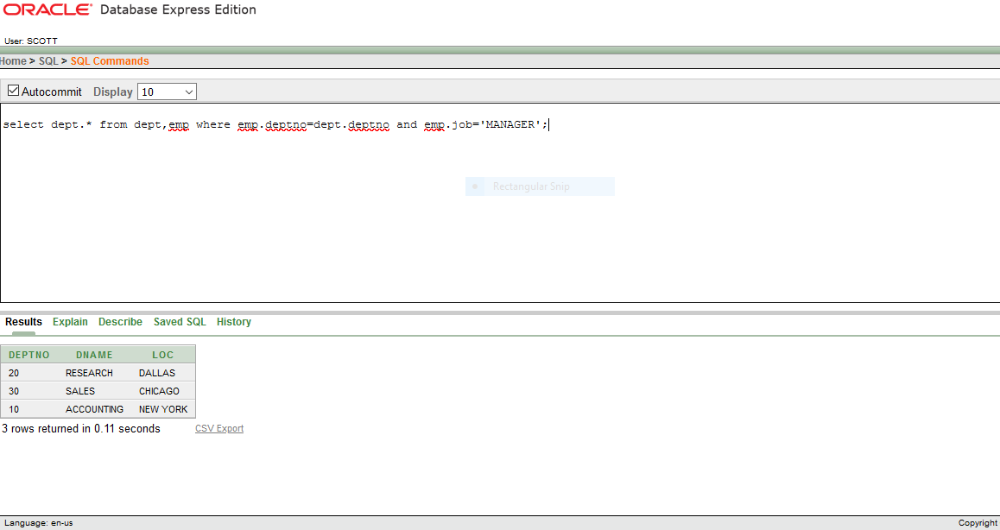 ORACLE Database Express Edition
User: SCOTT
Home > SQL > SQL Commands
Autocommit Display 10
select dept.* from dept,emp where emp.deptno=dept.deptno and emp.job='MANAGER';
Rectangular Snip
Results Explain Describe Saved SQL History
DEPTNO DNAME LOC
20 RESEARCH DALLAS
30 SALES CHICAGO
10 ACCOUNTING NEW YORK
3 rows returned in 0.11 seconds CSV Export
Language: en-us Copyright